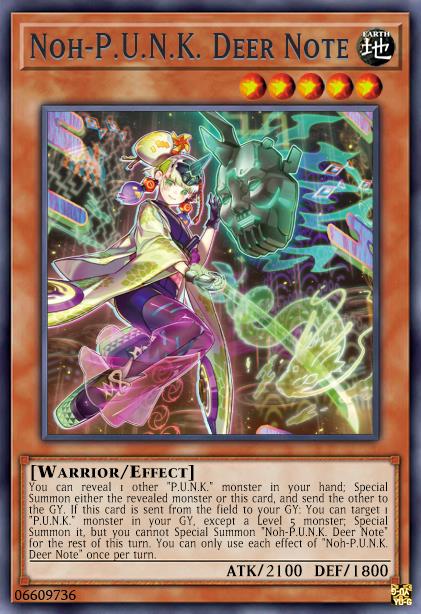 Noh-P.U.N.K. Deer Note
EARTH
地
[Warrior/Effect]
You can reveal 1 other "P.U.N.K." monster in your hand; Special
Summon either the revealed monster or this card, and send the other to
the GY. If this card is sent from the field to your GY: You can target 1
"P.U.N.K." monster in your GY, except a Level 5 monster; Special
Summon it, but you cannot Special Summon "Noh-P.U.N.K. Deer Note"
for the rest of this turn. You can only use each effect of "Noh-P.U.N.K.
Deer Note" once per turn.
ATK/2100 DEF/1800
06609736